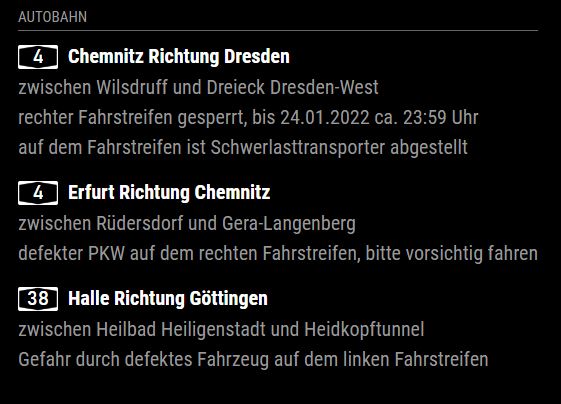 AUTOBAHN
4 Chemnitz Richtung Dresden
zwischen Wilsdruff und Dreieck Dresden-West
rechter Fahrstreifen gesperrt, bis 24.01.2022 ca. 23:59 Uhr
auf dem Fahrstreifen ist Schwerlasttransporter abgestellt
4 Erfurt Richtung Chemnitz
zwischen Rüdersdorf und Gera-Langenberg
defekter PKW auf dem rechten Fahrstreifen, bitte vorsichtig fahren
38 Halle Richtung Göttingen
zwischen Heilbad Heiligenstadt und Heidkopftunnel
Gefahr durch defektes Fahrzeug auf dem linken Fahrstreifen